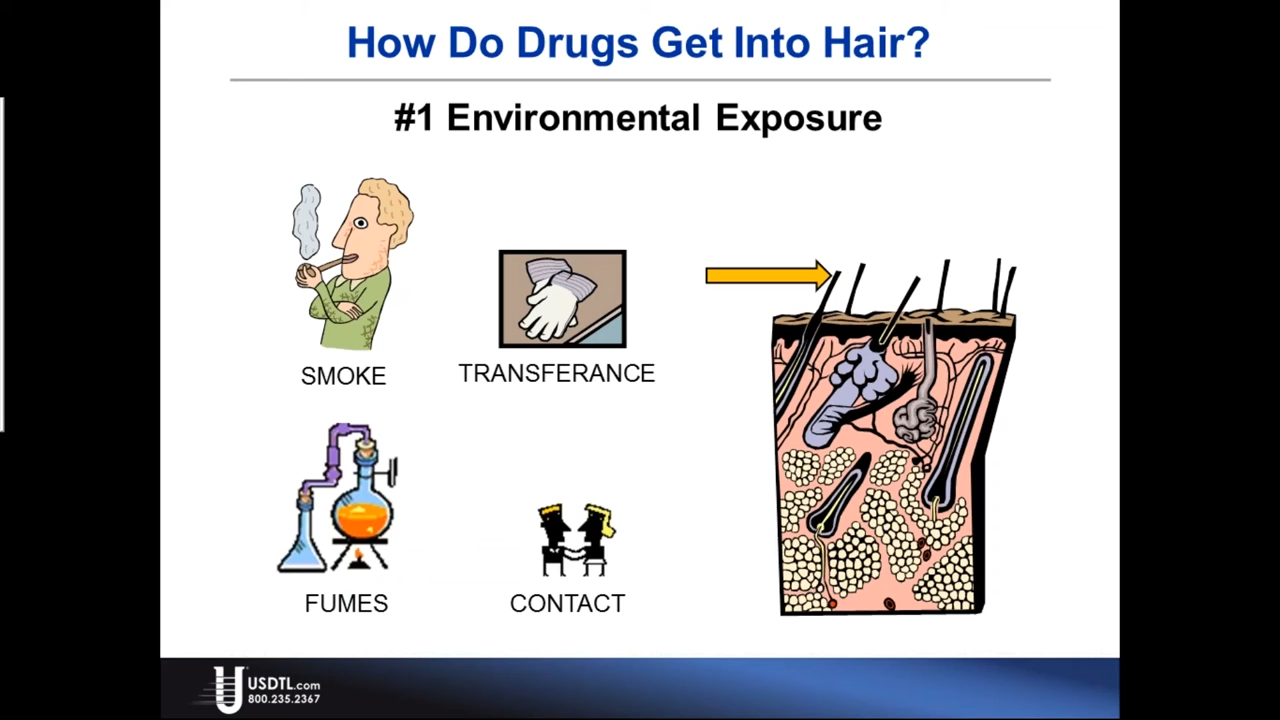 How Do Drugs Get Into Hair?
#1 Environmental Exposure
SMOKE
TRANSFERANCE
FUMES
CONTACT
USDTL.com
800.235.2367